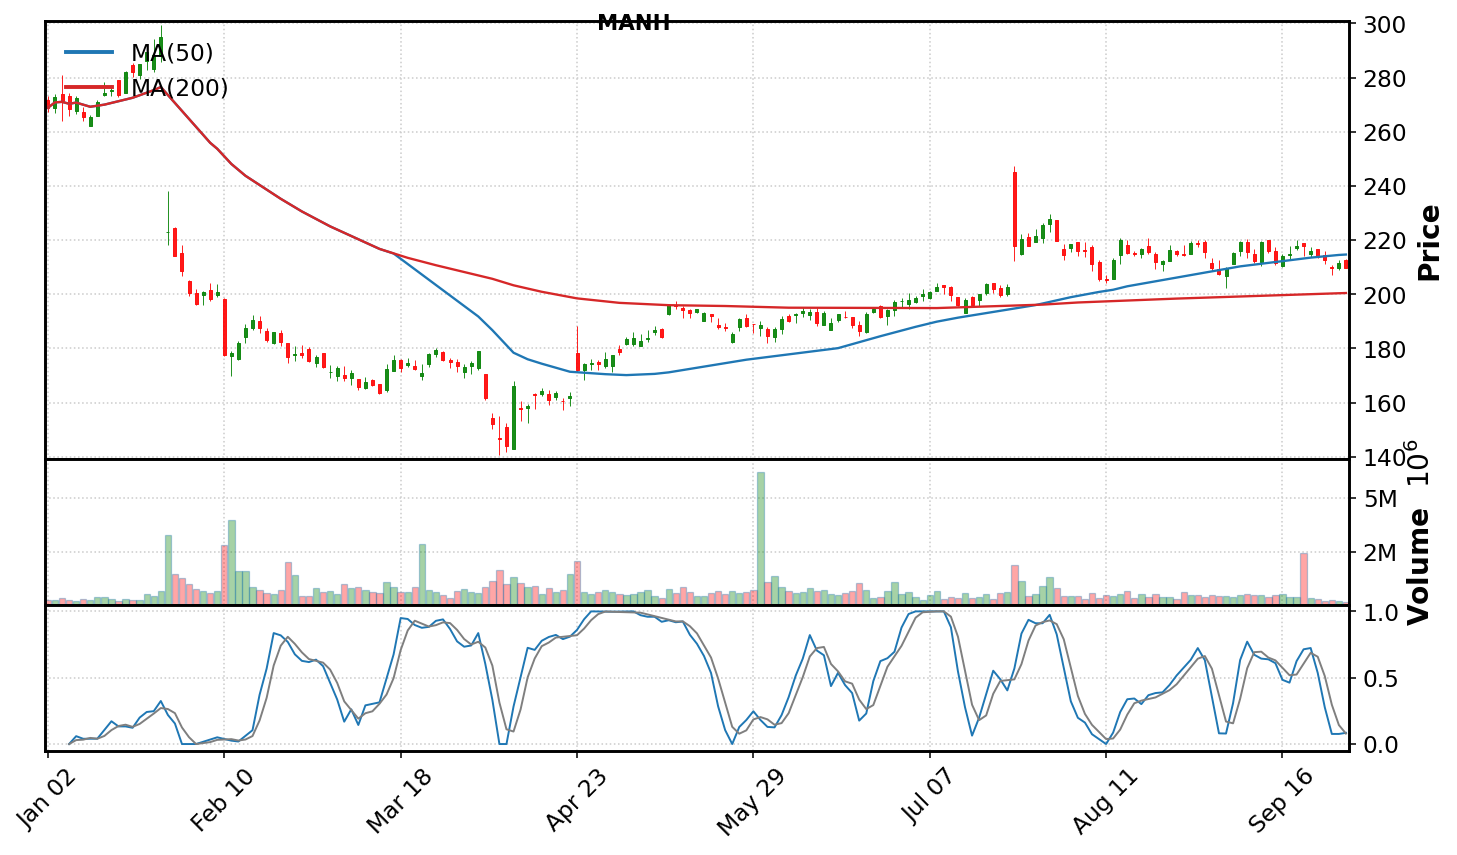 MANH
MA(50)
MA(200)
300
280
260
240
220
200
180
160
140
Price
10^6
5M
2M
Volume
1.0
0.5
0.0
Jan 02
Feb 10
Mar 18
Apr 23
May 29
Jul 07
Aug 11
Sep 16